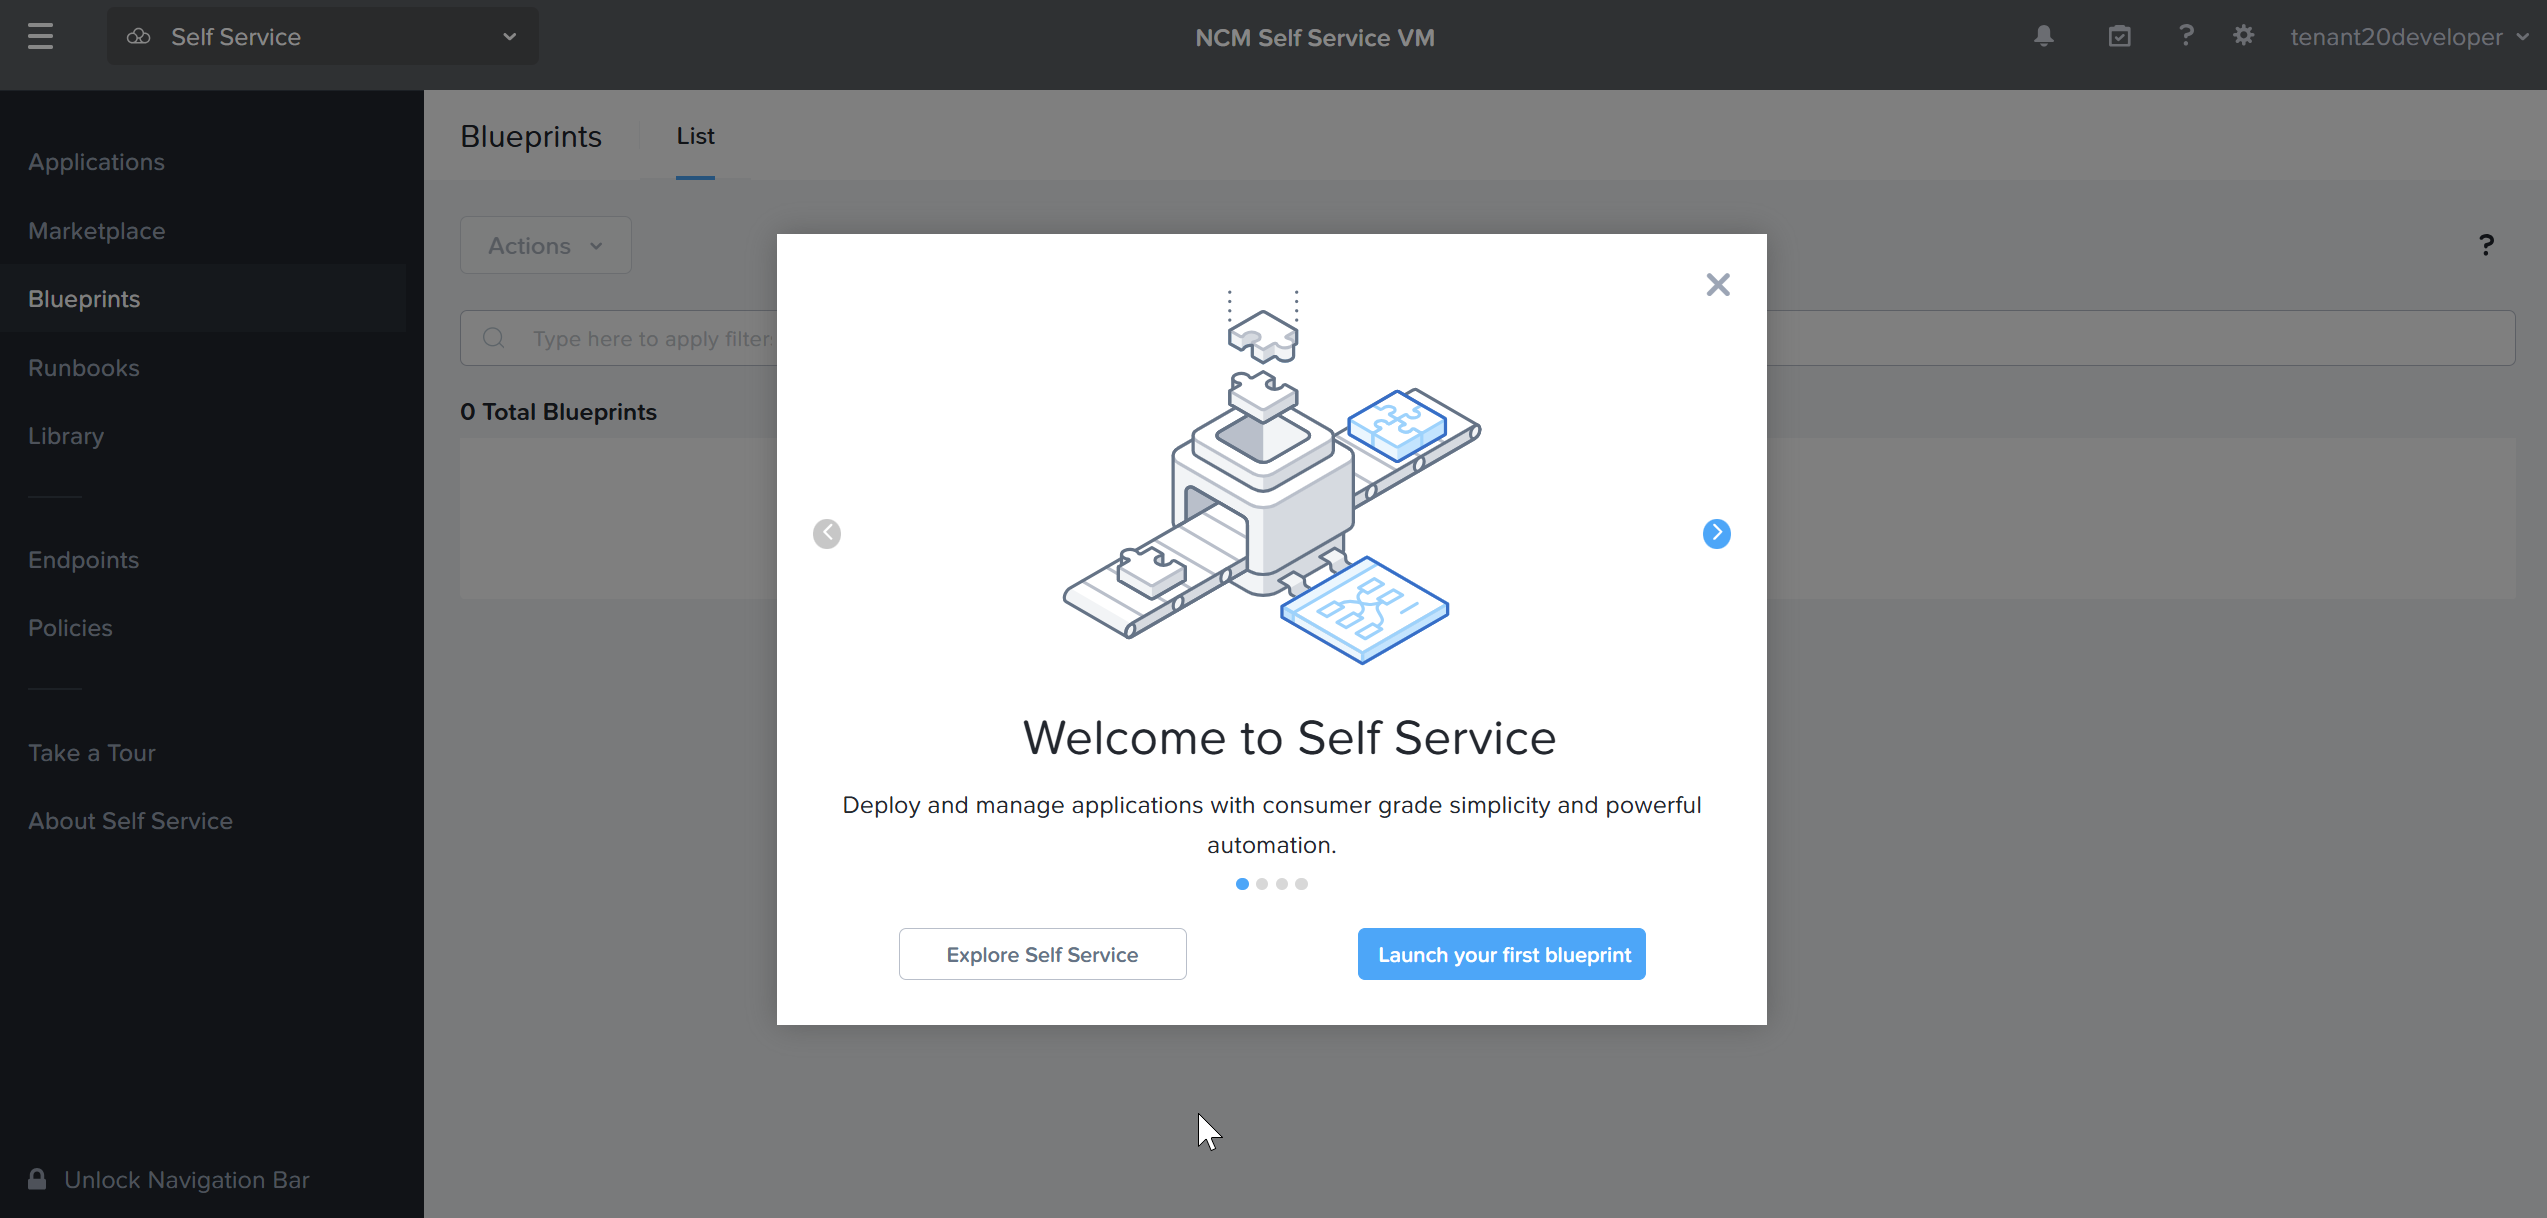 Self Service
NCM Self Service VM
?
tenant20developer
Applications
Marketplace
Blueprints
Runbooks
Library
Endpoints
Policies
Take a Tour
About Self Service
Unlock Navigation Bar
Blueprints
List
Actions
?
Type here to apply filter
0 Total Blueprints
Welcome to Self Service
Deploy and manage applications with consumer grade simplicity and powerful
automation.
Explore Self Service
Launch your first blueprint